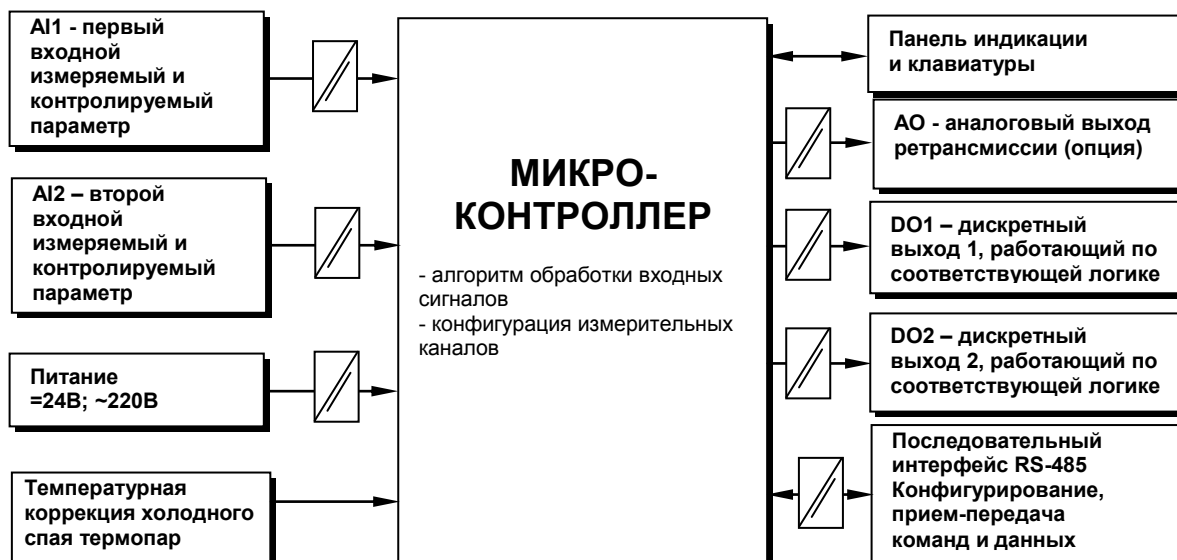 AI1 - первый
входной
измеряемый и
контролируемый
параметр
AI2 – второй
входной
измеряемый и
контролируемый
параметр
Питание
=24В; ~220В
Температурная
коррекция холодного
спая термопар
МИКРО-
КОНТРОЛЛЕР
- алгоритм обработки входных
сигналов
- конфигурация измерительных
каналов
Панель индикации
и клавиатуры
АО - аналоговый выход
ретрансмиссии (опция)
DO1 – дискретный
выход 1, работающий по
соответствующей логике
DO2 – дискретный
выход 2, работающий по
соответствующей логике
Последовательный
интерфейс RS-485
Конфигурирование,
прием-передача
команд и данных